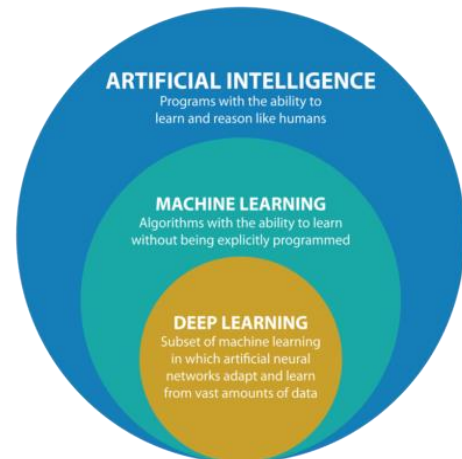 ARTIFICIAL INTELLIGENCE
Programs with the ability to
learn and reason like humans
MACHINE LEARNING
Algorithms with the ability to learn
without being explicitly programmed
DEEP LEARNING
Subset of machine learning
in which artificial neural
networks adapt and learn
from vast amounts of data